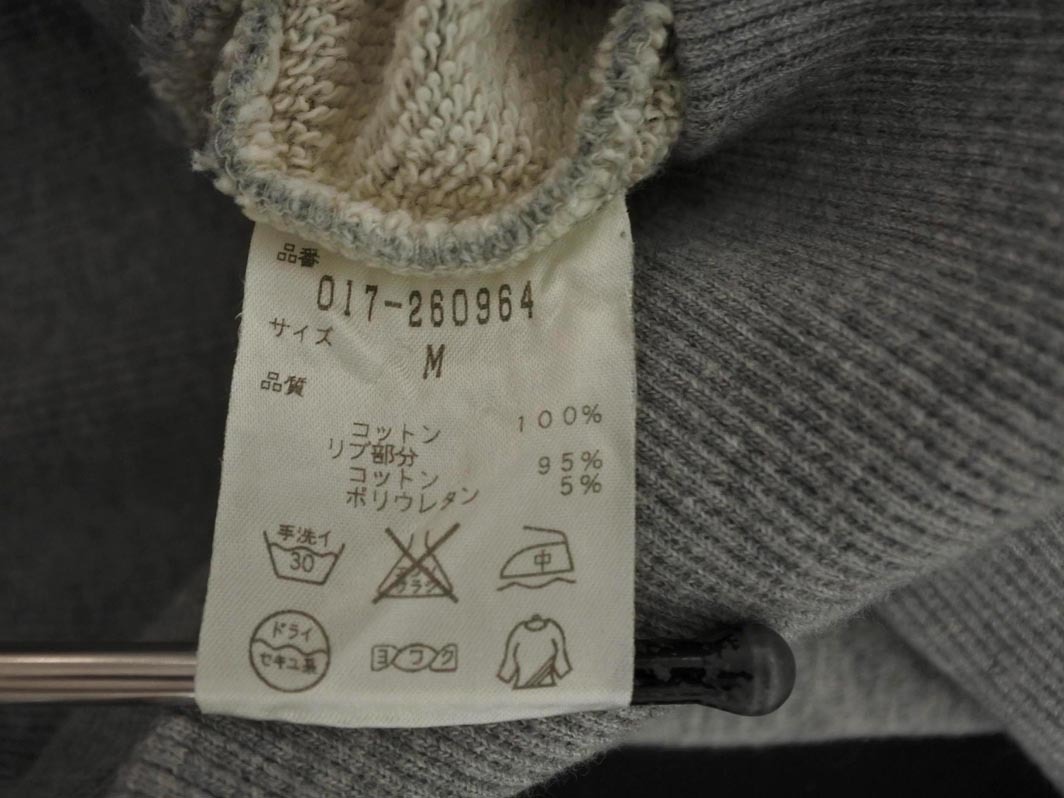 品番
017-260964
サイズ
M
品質
コットン 100%
リブ部分
コットン 95%
ポリウレタン 5%
手洗イ
30
中
ドライ
セキユ系
ヨワク